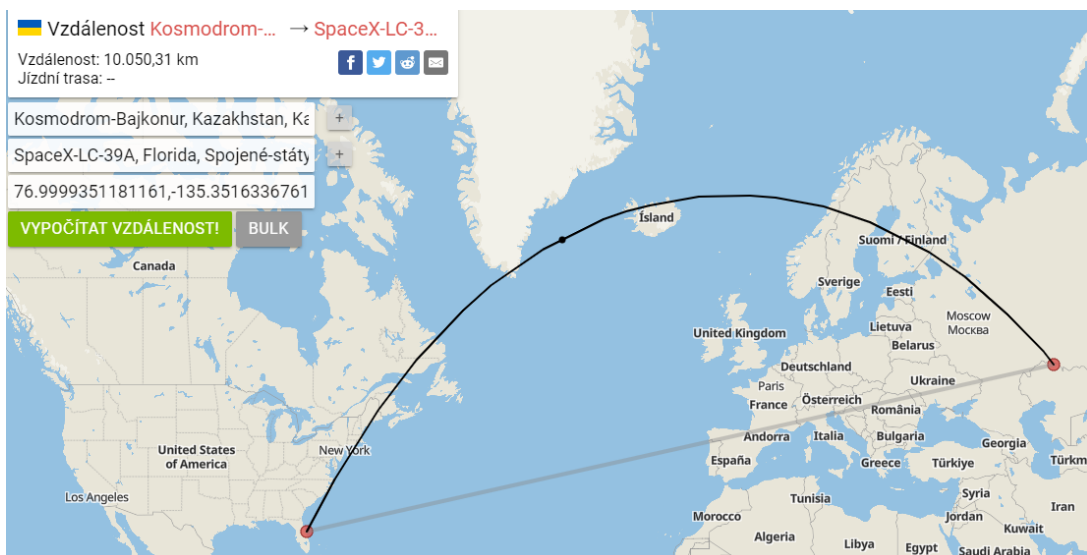 Vzdálenost Kosmodrom-... → SpaceX-LC-3...
Vzdálenost: 10.050,31 km
Jízdní trasa: --
Kosmodrom-Bajkonur, Kazakhstan, Ka
+
SpaceX-LC-39A, Florida, Spojené-státy
+
76.9999351181161,-135.3516336761
VYPOČÍTAT VZDÁLENOST!
BULK
Ísland
Canada
Suomi / Finland
Sverige
Eesti
Moscow
Москва
Lietuva
United Kingdom
Belarus
Deutschland
Paris
Ukraine
France
Österreich
România
Andorra
Italia
Bulgaria
Georgia
United States
of America
New York
España
Greece
Türkiye
Türkm
Los Angeles
Tunisia
Syria
Iran
Morocco
Jordan
Kuwait
Algeria
Libya
Egypt
Saudi Arabia